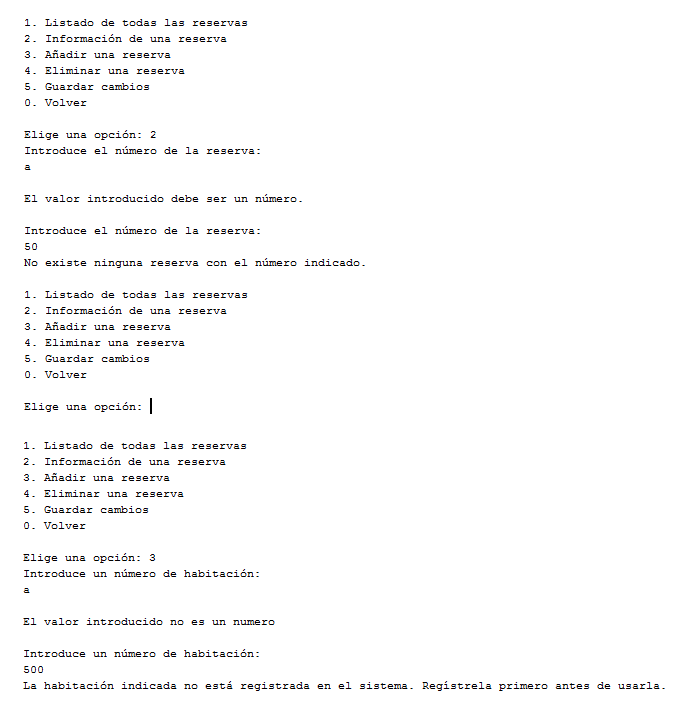 1. Listado de todas las reservas
2. Información de una reserva
3. Añadir una reserva
4. Eliminar una reserva
5. Guardar cambios
0. Volver
Elige una opción: 2
Introduce el número de la reserva:
a
El valor introducido debe ser un número.
Introduce el número de la reserva:
50
No existe ninguna reserva con el número indicado.
1. Listado de todas las reservas
2. Información de una reserva
3. Añadir una reserva
4. Eliminar una reserva
5. Guardar cambios
0. Volver
Elige una opción:
1. Listado de todas las reservas
2. Información de una reserva
3. Añadir una reserva
4. Eliminar una reserva
5. Guardar cambios
0. Volver
Elige una opción: 3
Introduce un número de habitación:
a
El valor introducido no es un numero
Introduce un número de habitación:
500
La habitación indicada no está registrada en el sistema. Regístrela primero antes de usarla.